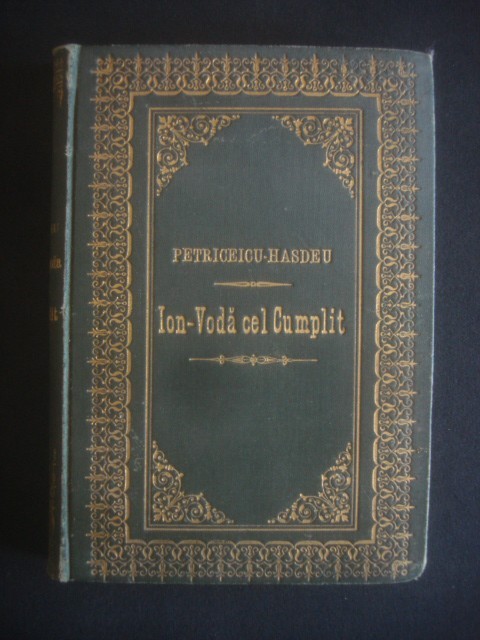 PETRICEICU-HASDEU
Ion-Vodă cel Cumplit